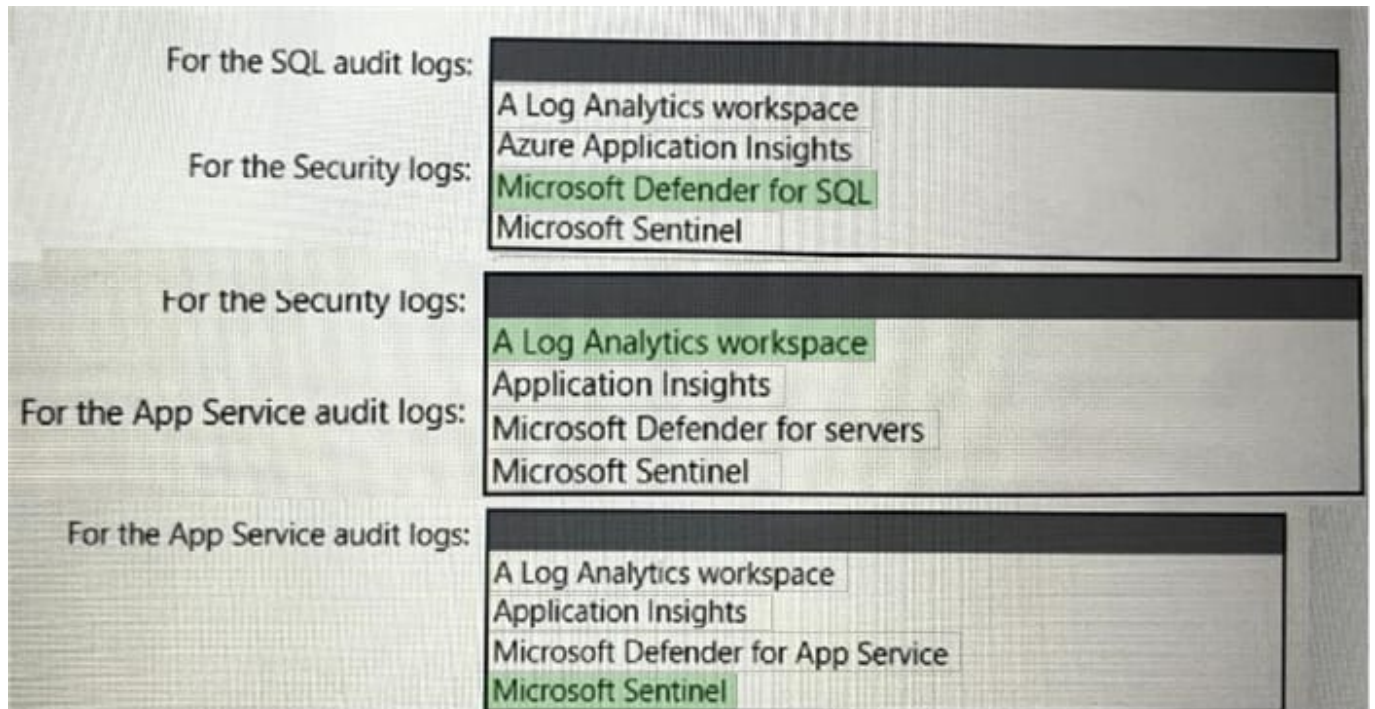 For the SQL audit logs:
A Log Analytics workspace
Azure Application Insights
For the Security logs:
Microsoft Defender for SQL
Microsoft Sentinel
For the Security logs:
A Log Analytics workspace
Application Insights
For the App Service audit logs:
Microsoft Defender for servers
Microsoft Sentinel
For the App Service audit logs:
A Log Analytics workspace
Application Insights
Microsoft Defender for App Service
Microsoft Sentinel